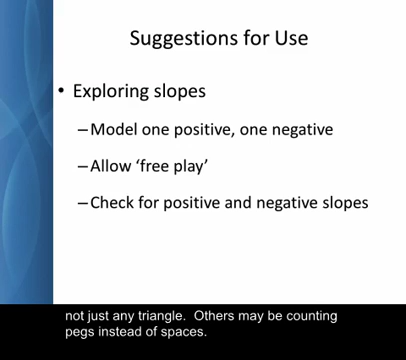 Suggestions for Use
• Exploring slopes
–Model one positive, one negative
–Allow ‘free play’
–Check for positive and negative slopes
not just any triangle.  Others may be counting
pegs instead of spaces.